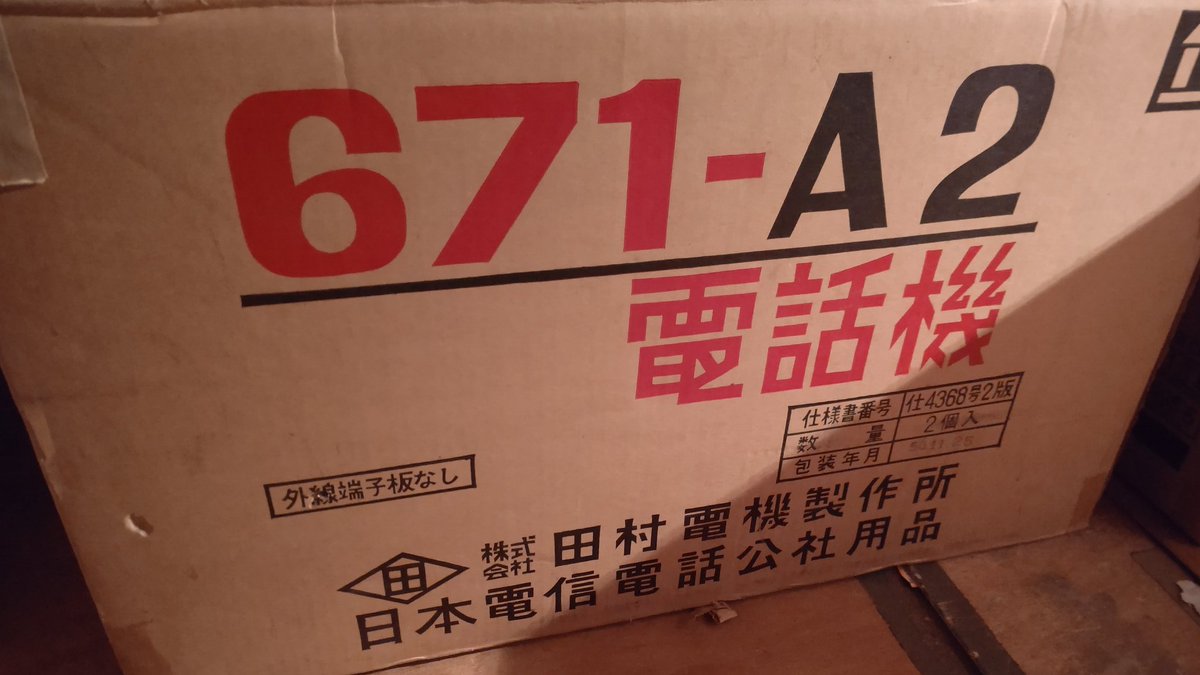 671-A2
電話機
仕様書番号 仕4368号2版
数量 2個入
包装年月
外線端子板なし
田 株式会社 田村電機製作所
日本電信電話公社用品